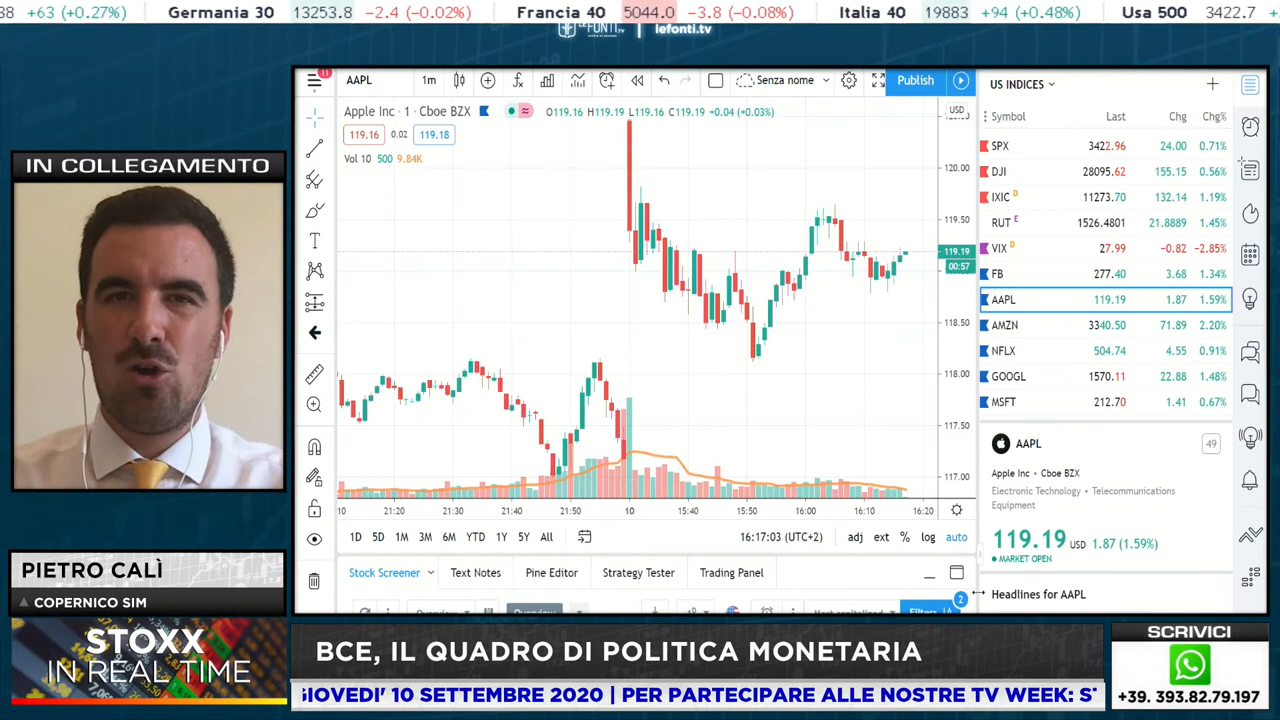 38 +63 (+0.27%) Germania 30 13253.8 -2.4 (-0.02%) Francia 40 5044.0 -3.8 (-0.08%) Italia 40 19883 +94 (+0.48%) Usa 500 3422.7
LE FONTI.TV lefonti.tv
IN COLLEGAMENTO
PIETRO CALÌ
COPERNICO SIM
STOXX
IN REAL TIME
11
AAPL 1m Senza nome Publish
Apple Inc · 1 · Cboe BZX O119.16 H119.19 L119.16 C119.19 +0.04 (+0.03%)
119.16 0.02 119.18
Vol 10 500 9.84K
USD
120.00
119.50
119.19
00:57
118.50
118.00
117.50
117.00
10 21:20 21:30 21:40 21:50 10 15:40 15:50 16:00 16:10 16:20
1D 5D 1M 3M 6M YTD 1Y 5Y All 16:17:03 (UTC+2) adj ext % log auto
Stock Screener Text Notes Pine Editor Strategy Tester Trading Panel
Overview Overview Most capitalized Filters
2
US INDICES
Symbol Last Chg Chg%
SPX 3422.96 24.00 0.71%
DJI 28095.62 155.15 0.56%
IXIC D 11273.70 132.14 1.19%
RUT E 1526.4801 21.8889 1.45%
VIX D 27.99 −0.82 −2.85%
FB 277.40 3.68 1.34%
AAPL 119.19 1.87 1.59%
AMZN 3340.50 71.89 2.20%
NFLX 504.74 4.55 0.91%
GOOGL 1570.11 22.88 1.48%
MSFT 212.70 1.41 0.67%
AAPL 49
Apple Inc • Cboe BZX
Electronic Technology • Telecommunications
Equipment
119.19 USD 1.87 (1.59%)
MARKET OPEN
Headlines for AAPL
BCE, IL QUADRO DI POLITICA MONETARIA
GIOVEDI' 10 SETTEMBRE 2020 | PER PARTECIPARE ALLE NOSTRE TV WEEK: S
SCRIVICI
+39. 393.82.79.197